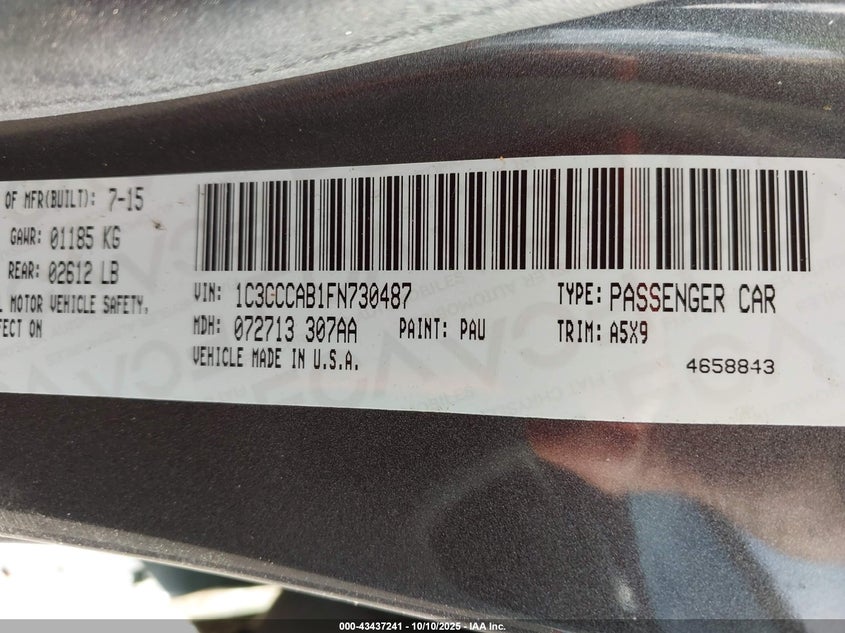 OF MFR(BUILT): 7-15
GAWR: 01185 KG
REAR: 02612 LB
L MOTOR VEHICLE SAFETY,
FECT ON
VIN: 1C3CCCAB1FN730487 TYPE: PASSENGER CAR
MDH: 072713 307AA PAINT: PAU TRIM: A5X9
VEHICLE MADE IN U.S.A.
4658843
000-43437241 - 10/10/2025 - IAA Inc.